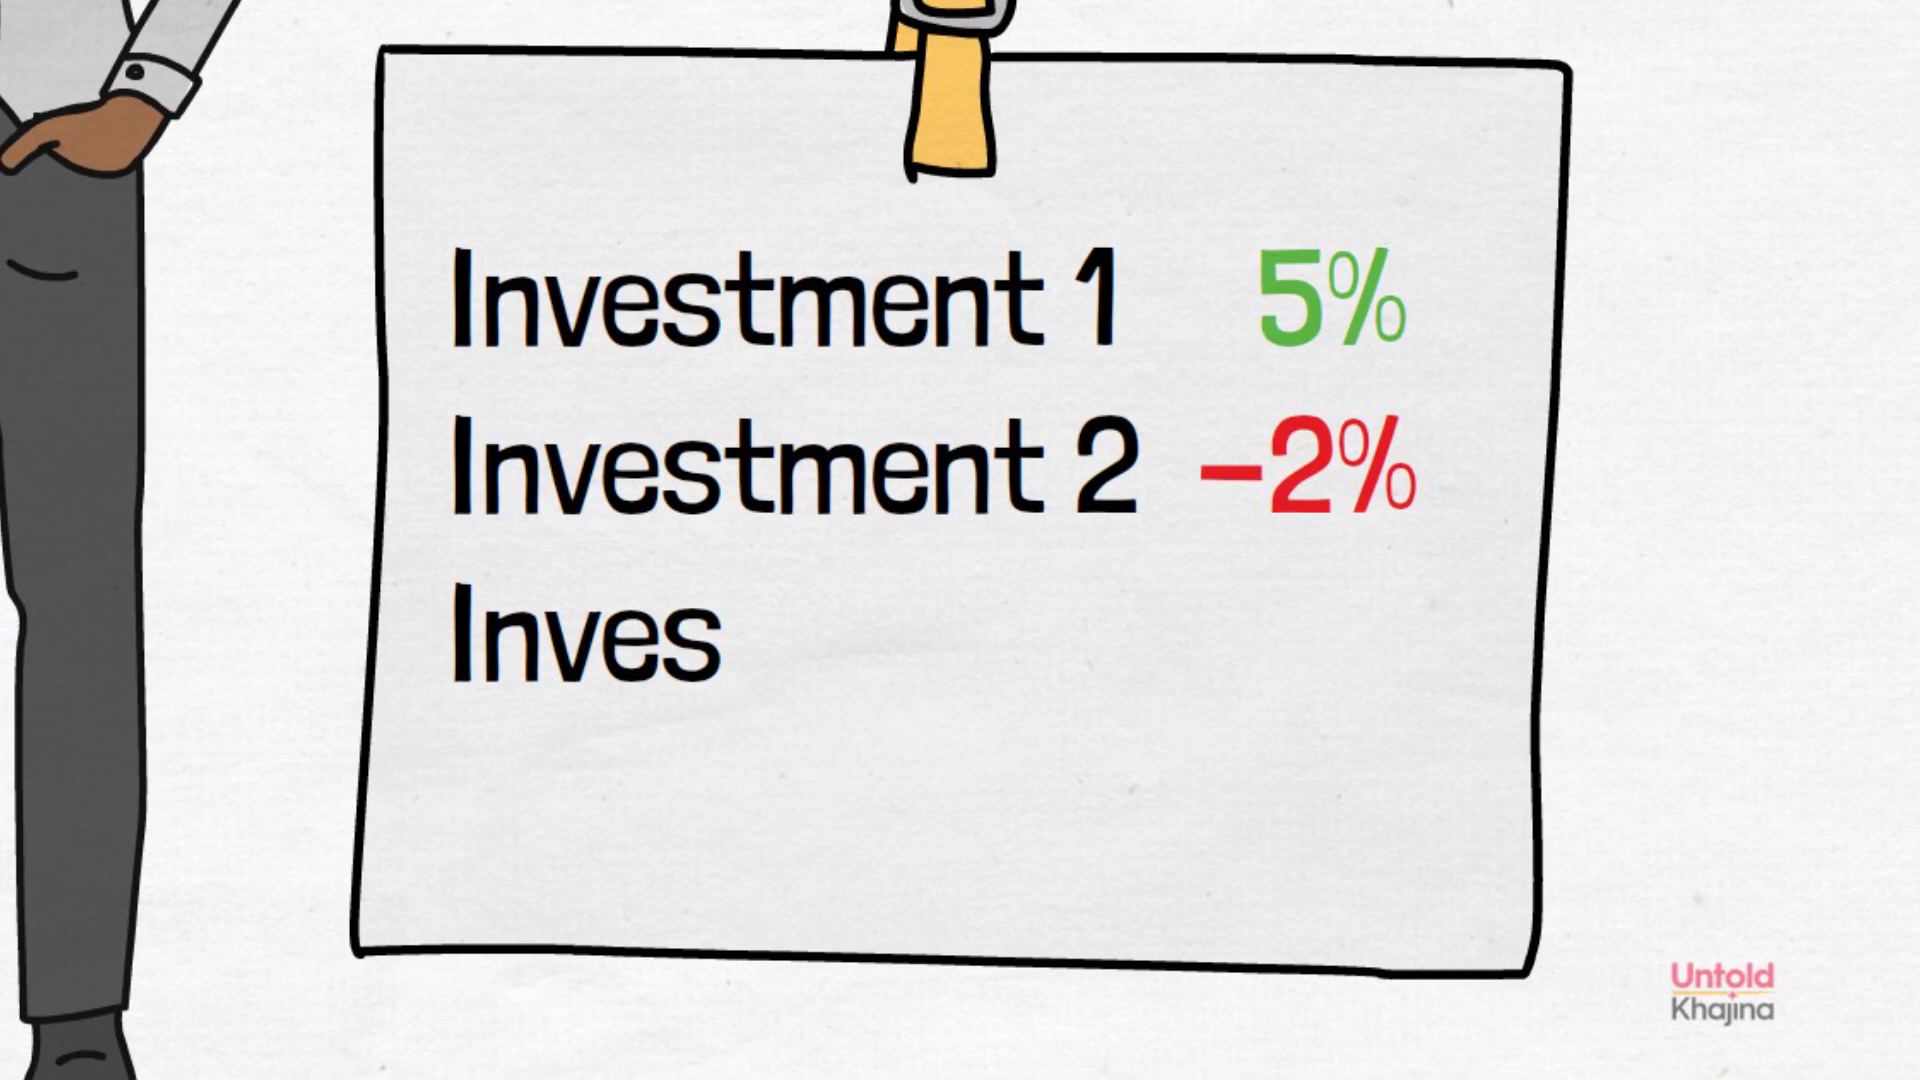 Investment 1 5%
Investment 2 -2%
Inves
Untold
Khajina